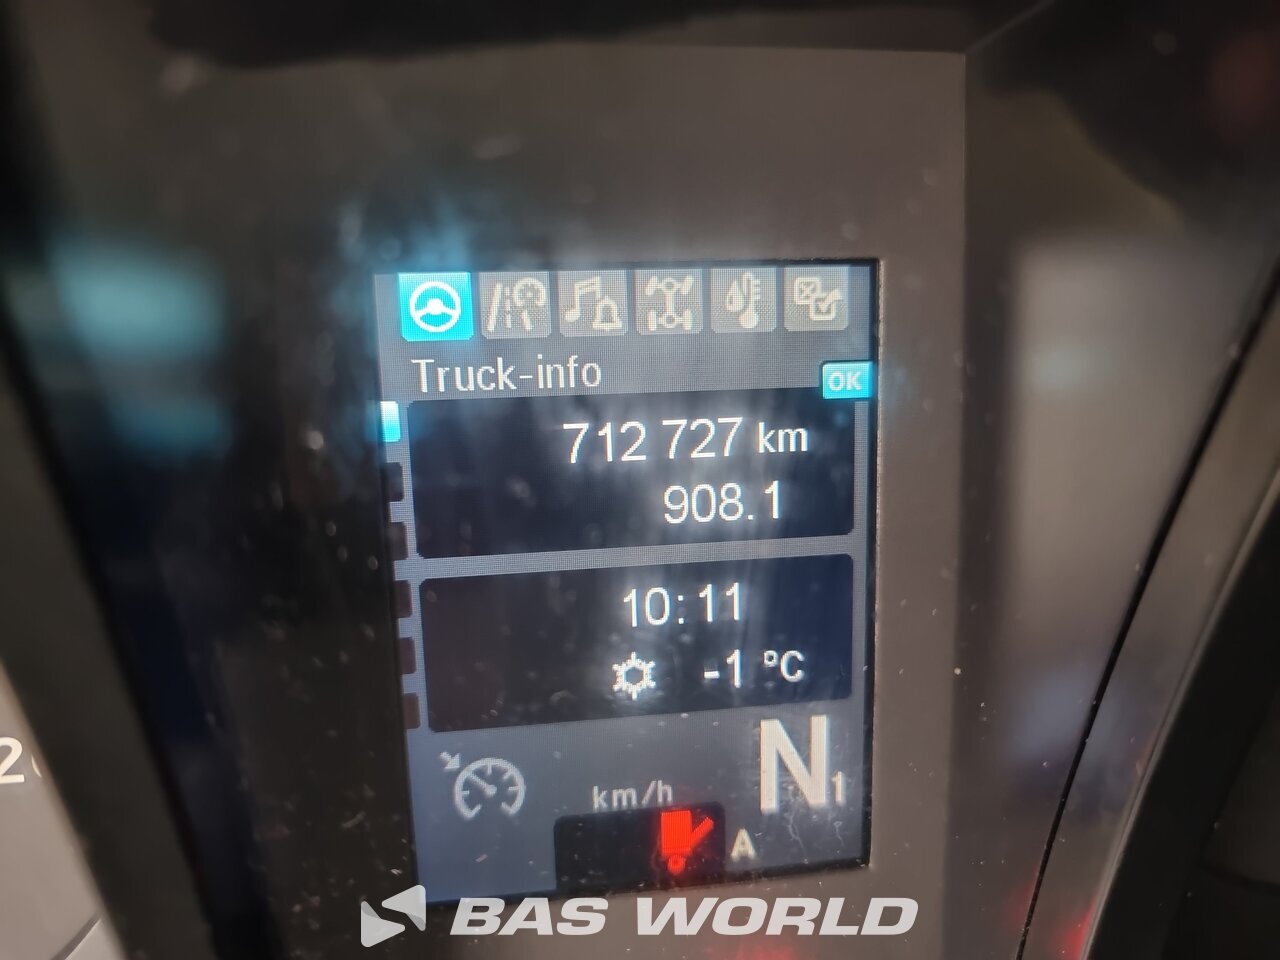 Truck-info
OK
712 727 km
908.1
10:11
-1 °C
N1
km/h
A
BAS WORLD